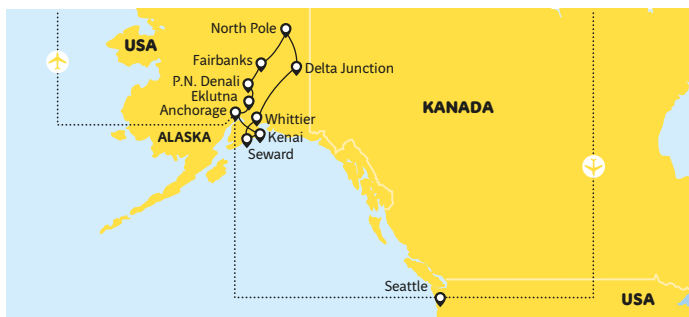 North Pole
USA
Fairbanks
Delta Junction
P.N. Denali
Eklutna
Anchorage
KANADA
Whittier
ALASKA
Kenai
Seward
Seattle
USA